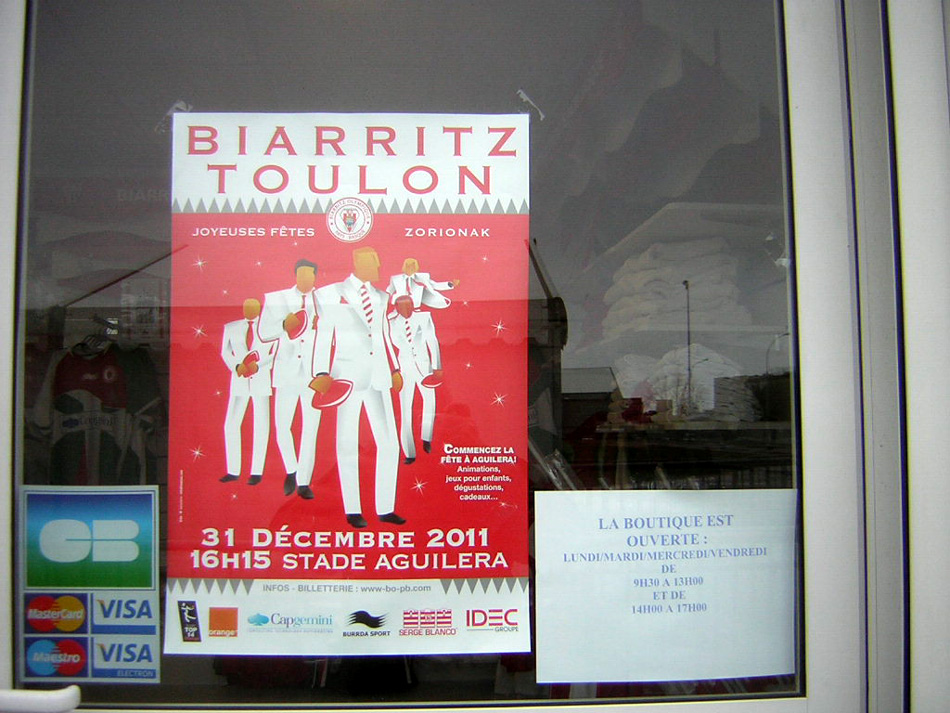 BIARRITZ
TOULON
JOYEUSES FÊTES
ZORIONAK
COMMENCEZ LA
FÊTE À AGUILERA!
Animations,
jeux pour enfants,
dégustations,
cadeaux...
31 DÉCEMBRE 2011
16H15 STADE AGUILERA
INFOS - BILLETTERIE : www-bo-pb.com
TOP 14
orange
Capgemini
BURRDA SPORT
SERGE BLANCO
IDEC
GROUPE
CB
MasterCard
VISA
Maestro
VISA
ELECTRON
LA BOUTIQUE EST
OUVERTE :
LUNDI/MARDI/MERCREDI/VENDREDI
DE
9H30 A 13H00
ET DE
14H00 A 17H00